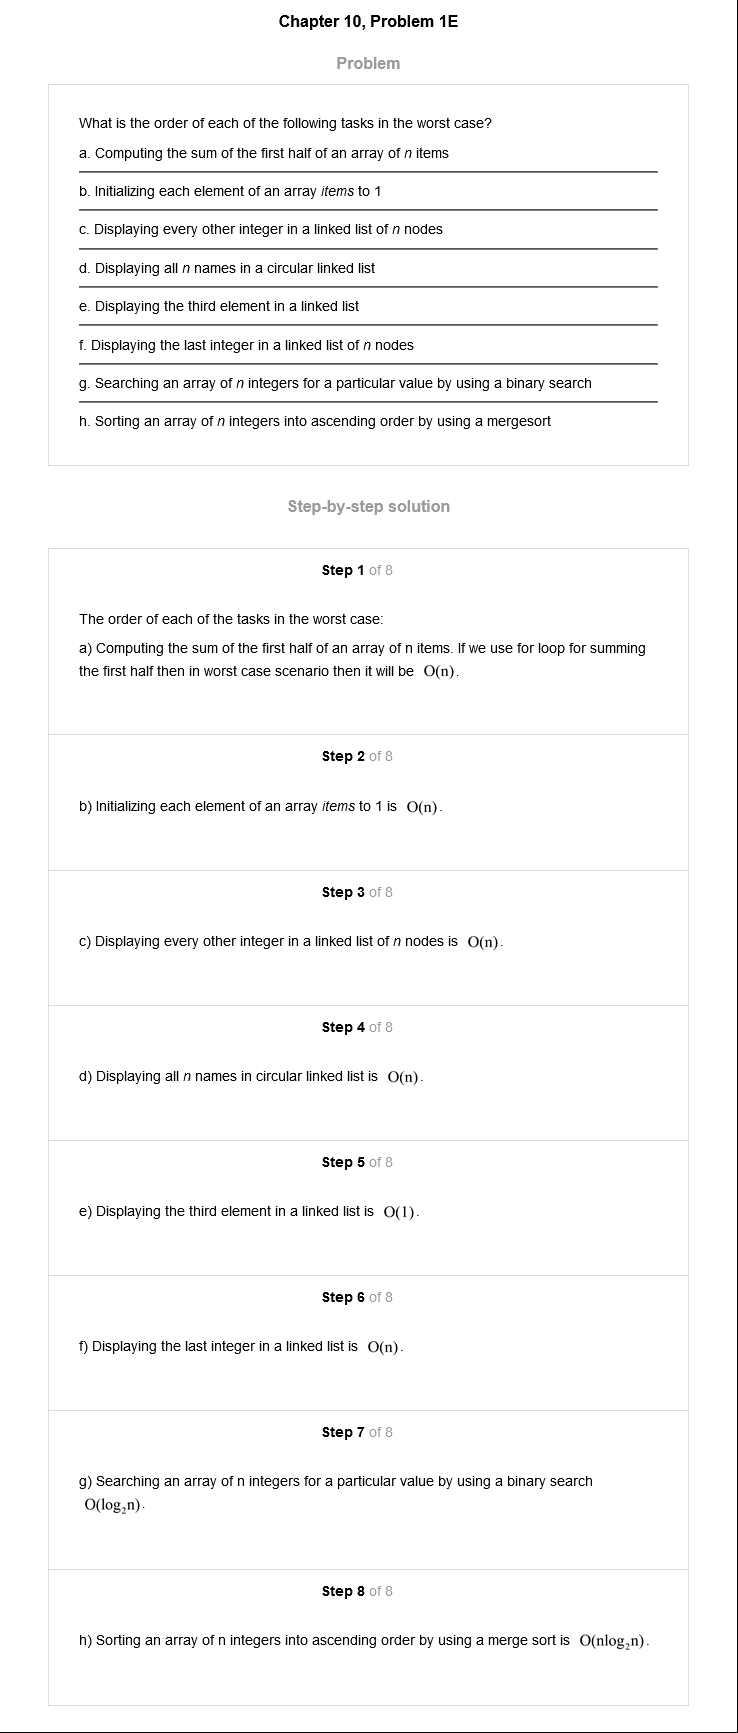 Chapter 10, Problem 1E
Problem
What is the order of each of the following tasks in the worst case?
a. Computing the sum of the first half of an array of n items
b. Initializing each element of an array items to 1
c. Displaying every other integer in a linked list of n nodes
d. Displaying all n names in a circular linked list
e. Displaying the third element in a linked list
f. Displaying the last integer in a linked list of n nodes
g. Searching an array of n integers for a particular value by using a binary search
h. Sorting an array of n integers into ascending order by using a mergesort
Step-by-step solution
Step 1 of 8
The order of each of the tasks in the worst case:
a) Computing the sum of the first half of an array of n items. If we use for loop for summing
the first half then in worst case scenario then it will be O(n).
Step 2 of 8
b) Initializing each element of an array items to 1 is O(n).
Step 3 of 8
c) Displaying every other integer in a linked list of n nodes is O(n).
Step 4 of 8
d) Displaying all n names in circular linked list is O(n).
Step 5 of 8
e) Displaying the third element in a linked list is O(1).
Step 6 of 8
f) Displaying the last integer in a linked list is O(n).
Step 7 of 8
g) Searching an array of n integers for a particular value by using a binary search
O(log₂n).
Step 8 of 8
h) Sorting an array of n integers into ascending order by using a merge sort is O(nlog₂n).